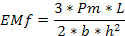 EMf = 3 * Pm * L / 2 * b * h²